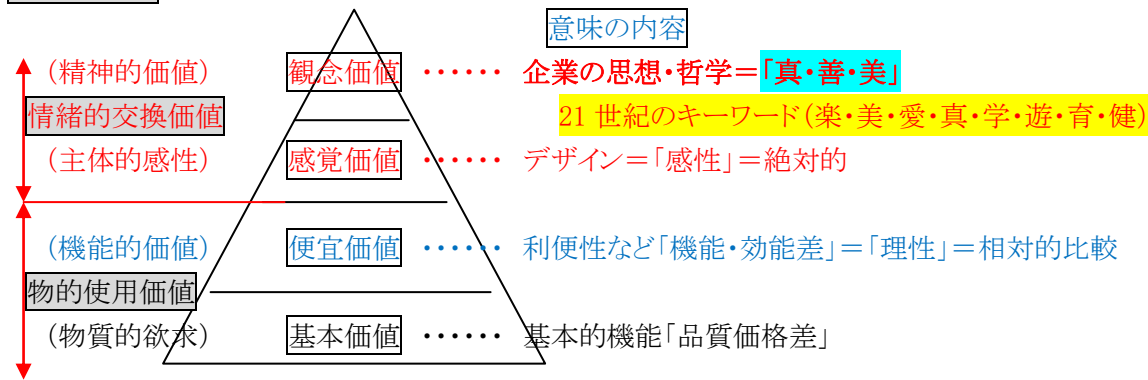 意味の内容
(精神的価値) 観念価値 …… 企業の思想・哲学=「真・善・美」
情緒的交換価値 21 世紀のキーワード(楽・美・愛・真・学・遊・育・健)
(主体的感性) 感覚価値 …… デザイン=「感性」=絶対的
(機能的価値) 便宜価値 …… 利便性など「機能・効能差」=「理性」=相対的比較
物的使用価値
(物質的欲求) 基本価値 …… 基本的機能「品質価格差」